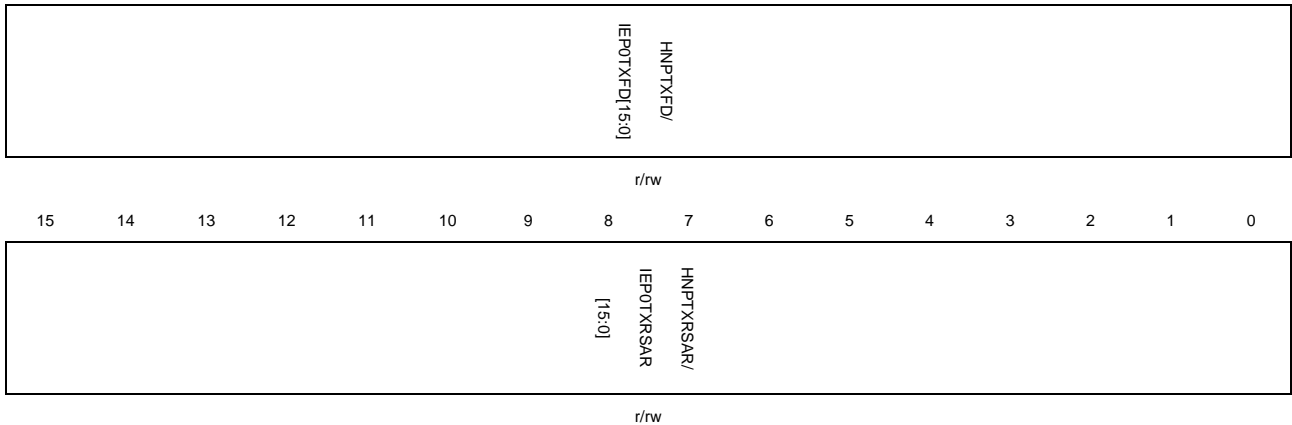 HNPTXFD/
IEP0TXFD[15:0]
r/rw
15 14 13 12 11 10 9 8 7 6 5 4 3 2 1 0
HNPTXRSAR/
IEP0TXRSAR
[15:0]
r/rw